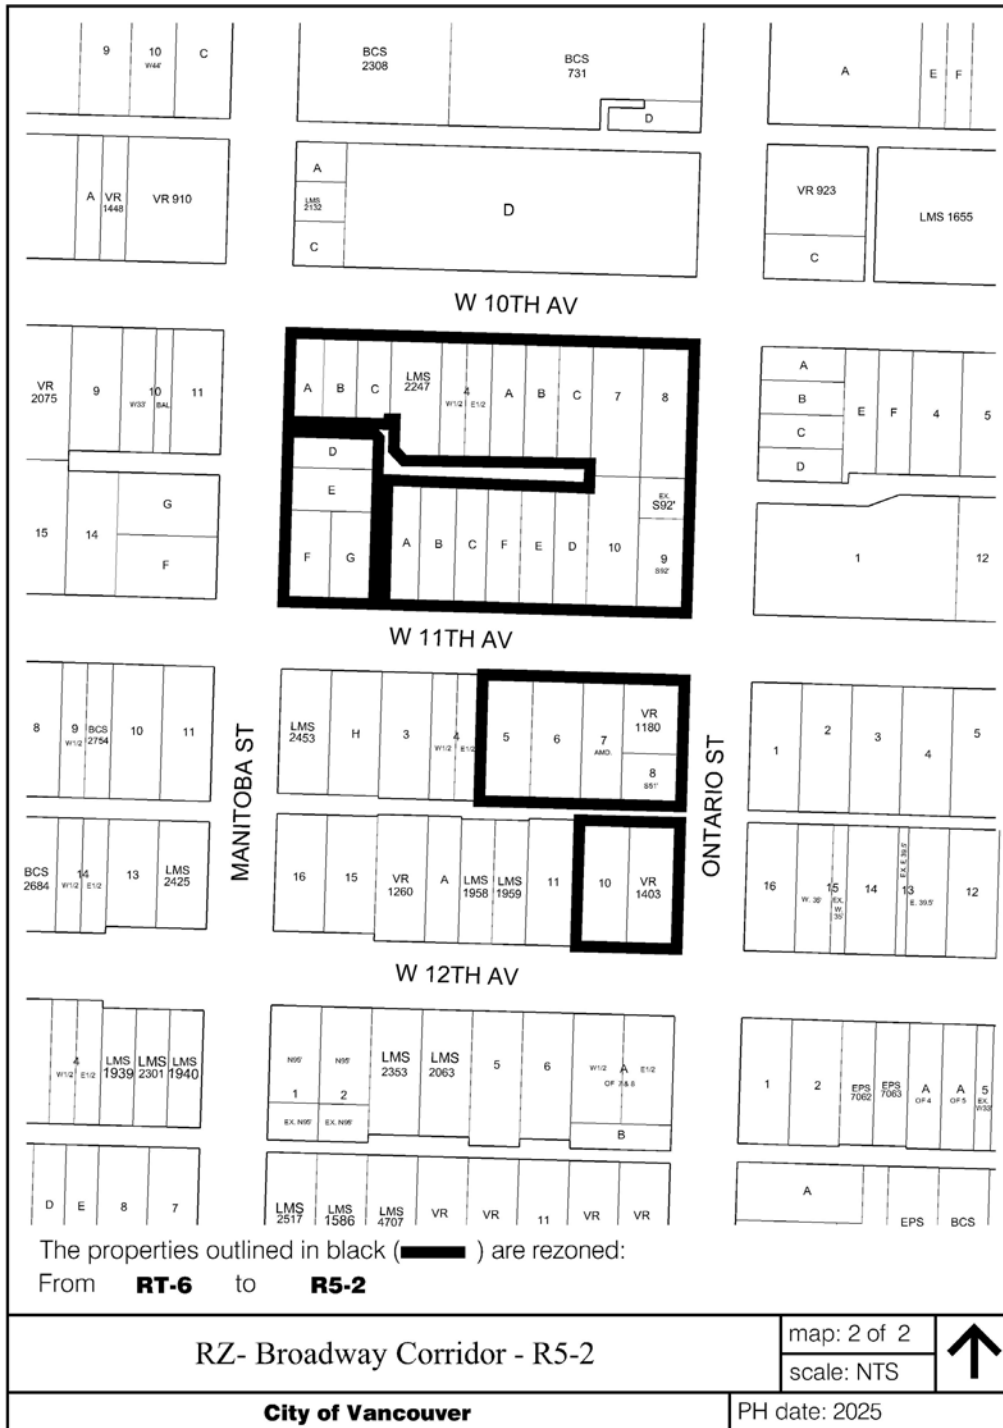 9 10 C
W44'
BCS
2308
BCS
731
D
A E F
A VR
1448
VR 910
A
LMS
2132
C
D
VR 923
C
LMS 1655
W 10TH AV
VR
2075
9 10 11
W33' BAL
A B C LMS
2247
4
W1/2 E1/2
A B C 7 8
A
B
C
D
E F 4 5
15 14 G
F
D
E
F G
A B C F E D 10
EX.
S92'
9
S92'
1 12
W 11TH AV
8 9
W1/2
BCS
2754
10 11
MANITOBA ST
LMS
2453
H 3 4
W1/2 E1/2
5 6 7
AMD.
VR
1180
8
S51'
ONTARIO ST
1 2 3 4 5
BCS
2684
14
W1/2 E1/2
13 LMS
2425
16 15 VR
1260
A LMS
1958
LMS
1959
11 10 VR
1403
16 15
W. 36'
EX.
W.
35'
14 EX. E. 39.5'
13
E. 39.5'
12
W 12TH AV
4
W1/2 E1/2
LMS
1939
LMS
2301
LMS
1940
N95' N95'
1 2
EX. N95' EX. N95'
LMS
2353
LMS
2063
5 6
W1/2 A E1/2
B
1 2 EPS
7062
EPS
7063
A
OF 4
A
OF 5
5
EX.
W33'
D E 8 7
LMS
2517
LMS
1586
LMS
4707
VR VR 11 VR VR
A
EPS BCS
The properties outlined in black ( ) are rezoned:
From RT-6 to R5-2
RZ- Broadway Corridor - R5-2
map: 2 of 2
scale: NTS
City of Vancouver
PH date: 2025